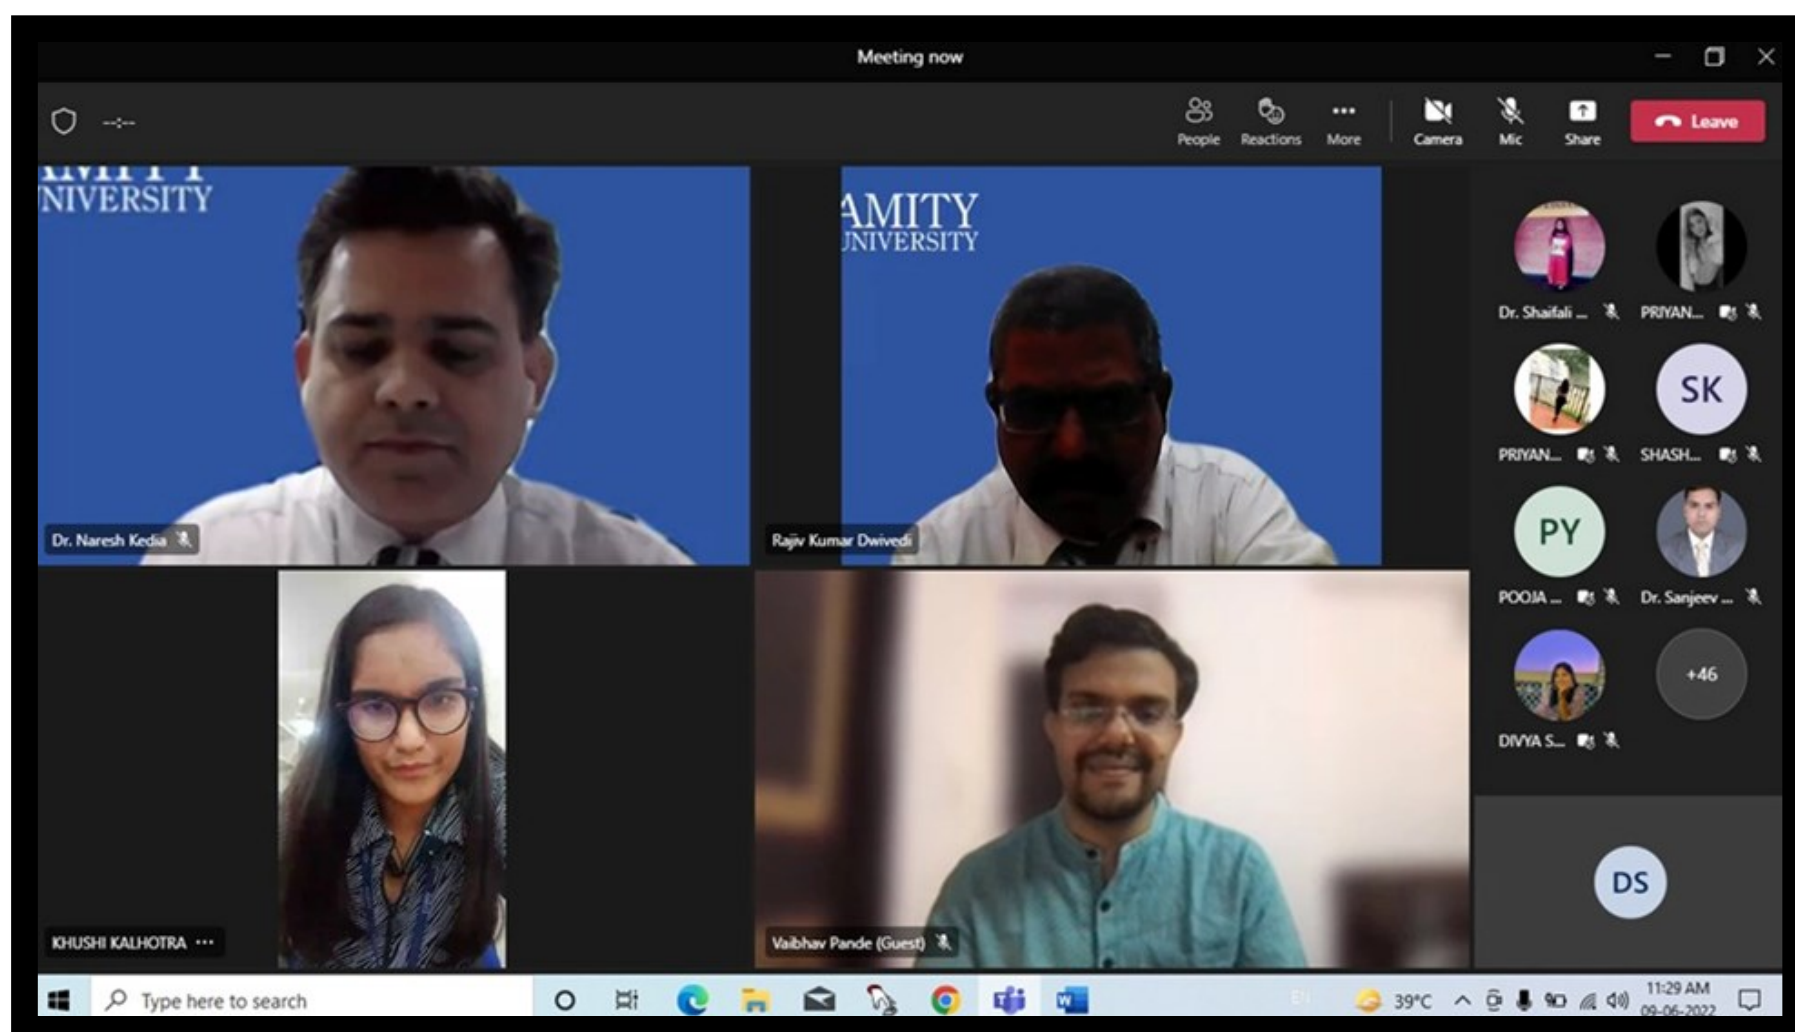 Meeting now
--:--
People
Reactions
More
Camera
Mic
Share
Leave
AMITY
NIVERSITY
Dr. Naresh Kedia
AMITY
UNIVERSITY
Rajiv Kumar Dwivedi
KHUSHI KALHOTRA ...
Vaibhav Pande (Guest)
Dr. Shaifali ...
PRIYAN...
PRIYAN...
SK
SHASH...
PY
POOJA ...
Dr. Sanjeev ...
DIVYA S...
+46
DS
Type here to search
EN
39°C
11:29 AM
09-06-2022